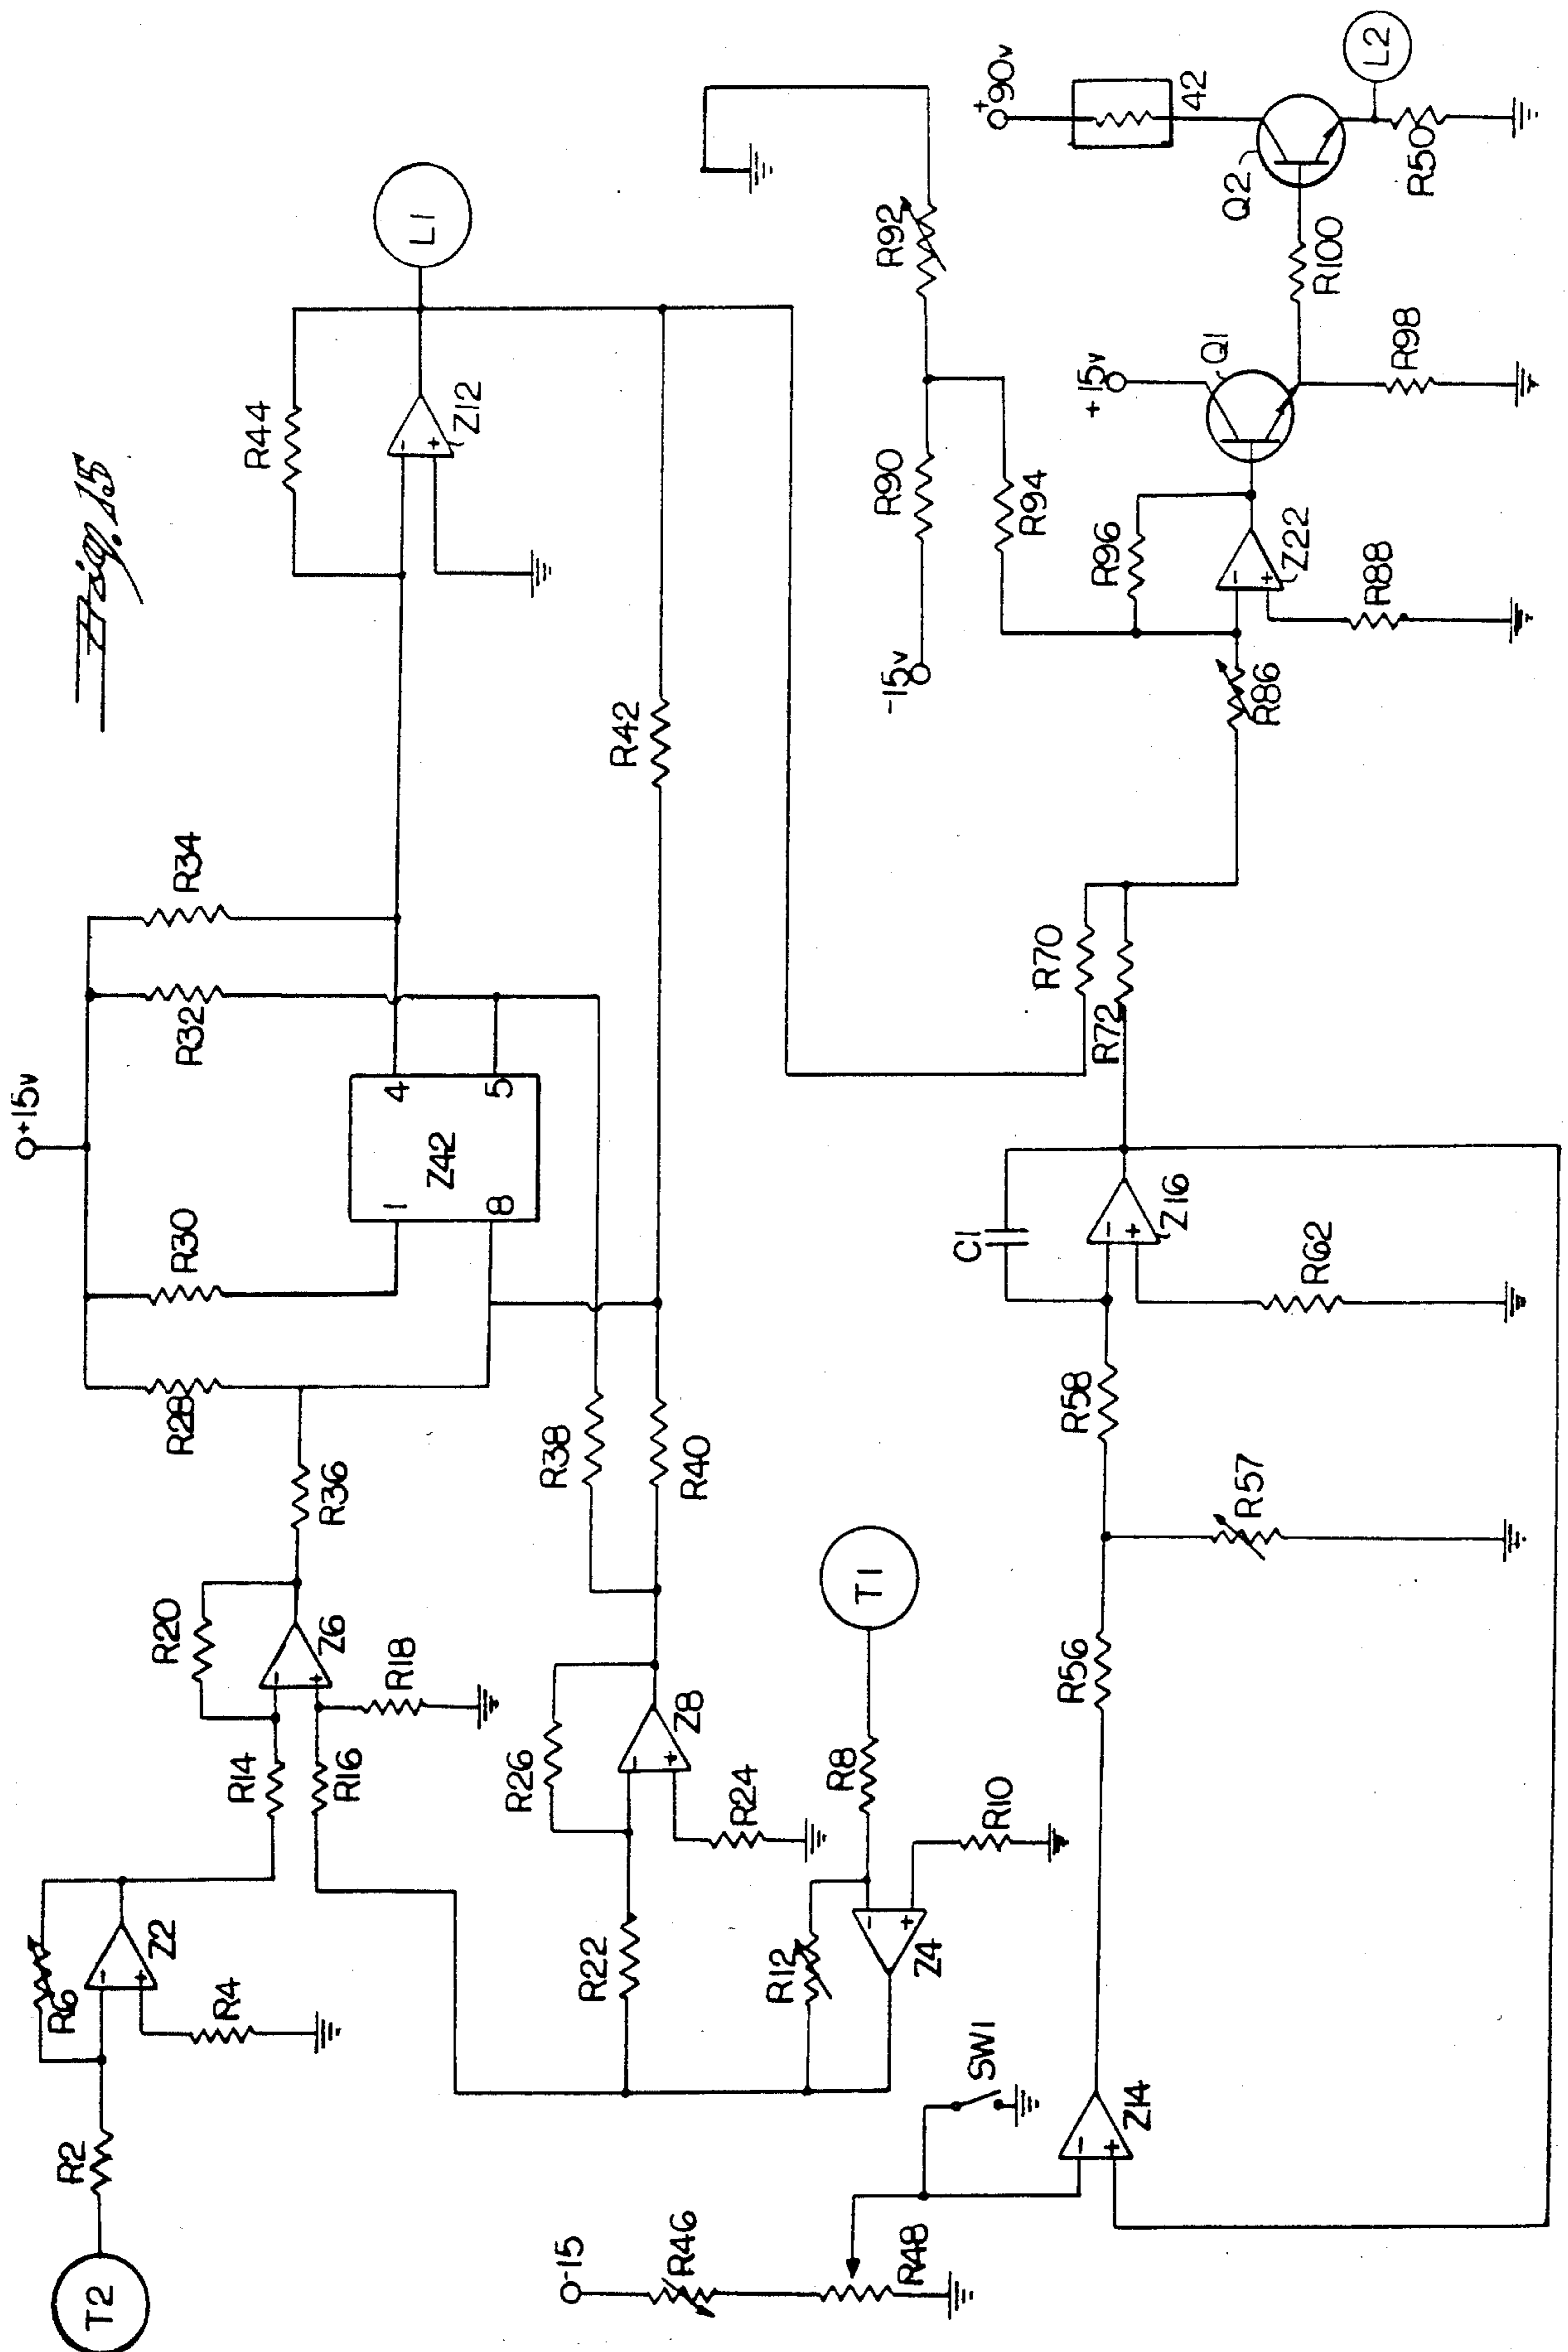 Fig. 15
+15v
R34
R32
R30
R28
R44
L1
Z12
4
5
Z42
1
8
R36
R20
Z6
R18
R14
R16
R6
Z2
R4
R2
T2
R42
R38
R40
R26
Z8
R24
R22
T1
R8
R10
R12
Z4
SW1
-15
R46
R48
Z14
R56
R57
R58
C1
Z16
R62
R70
R72
R86
-15v
R90
R92
R94
R96
Z22
R88
+15v
Q1
R98
R100
Q2
+90v
42
L2
R50
-
+
-
+
-
+
-
+
-
+
-
+
-
+
-
+